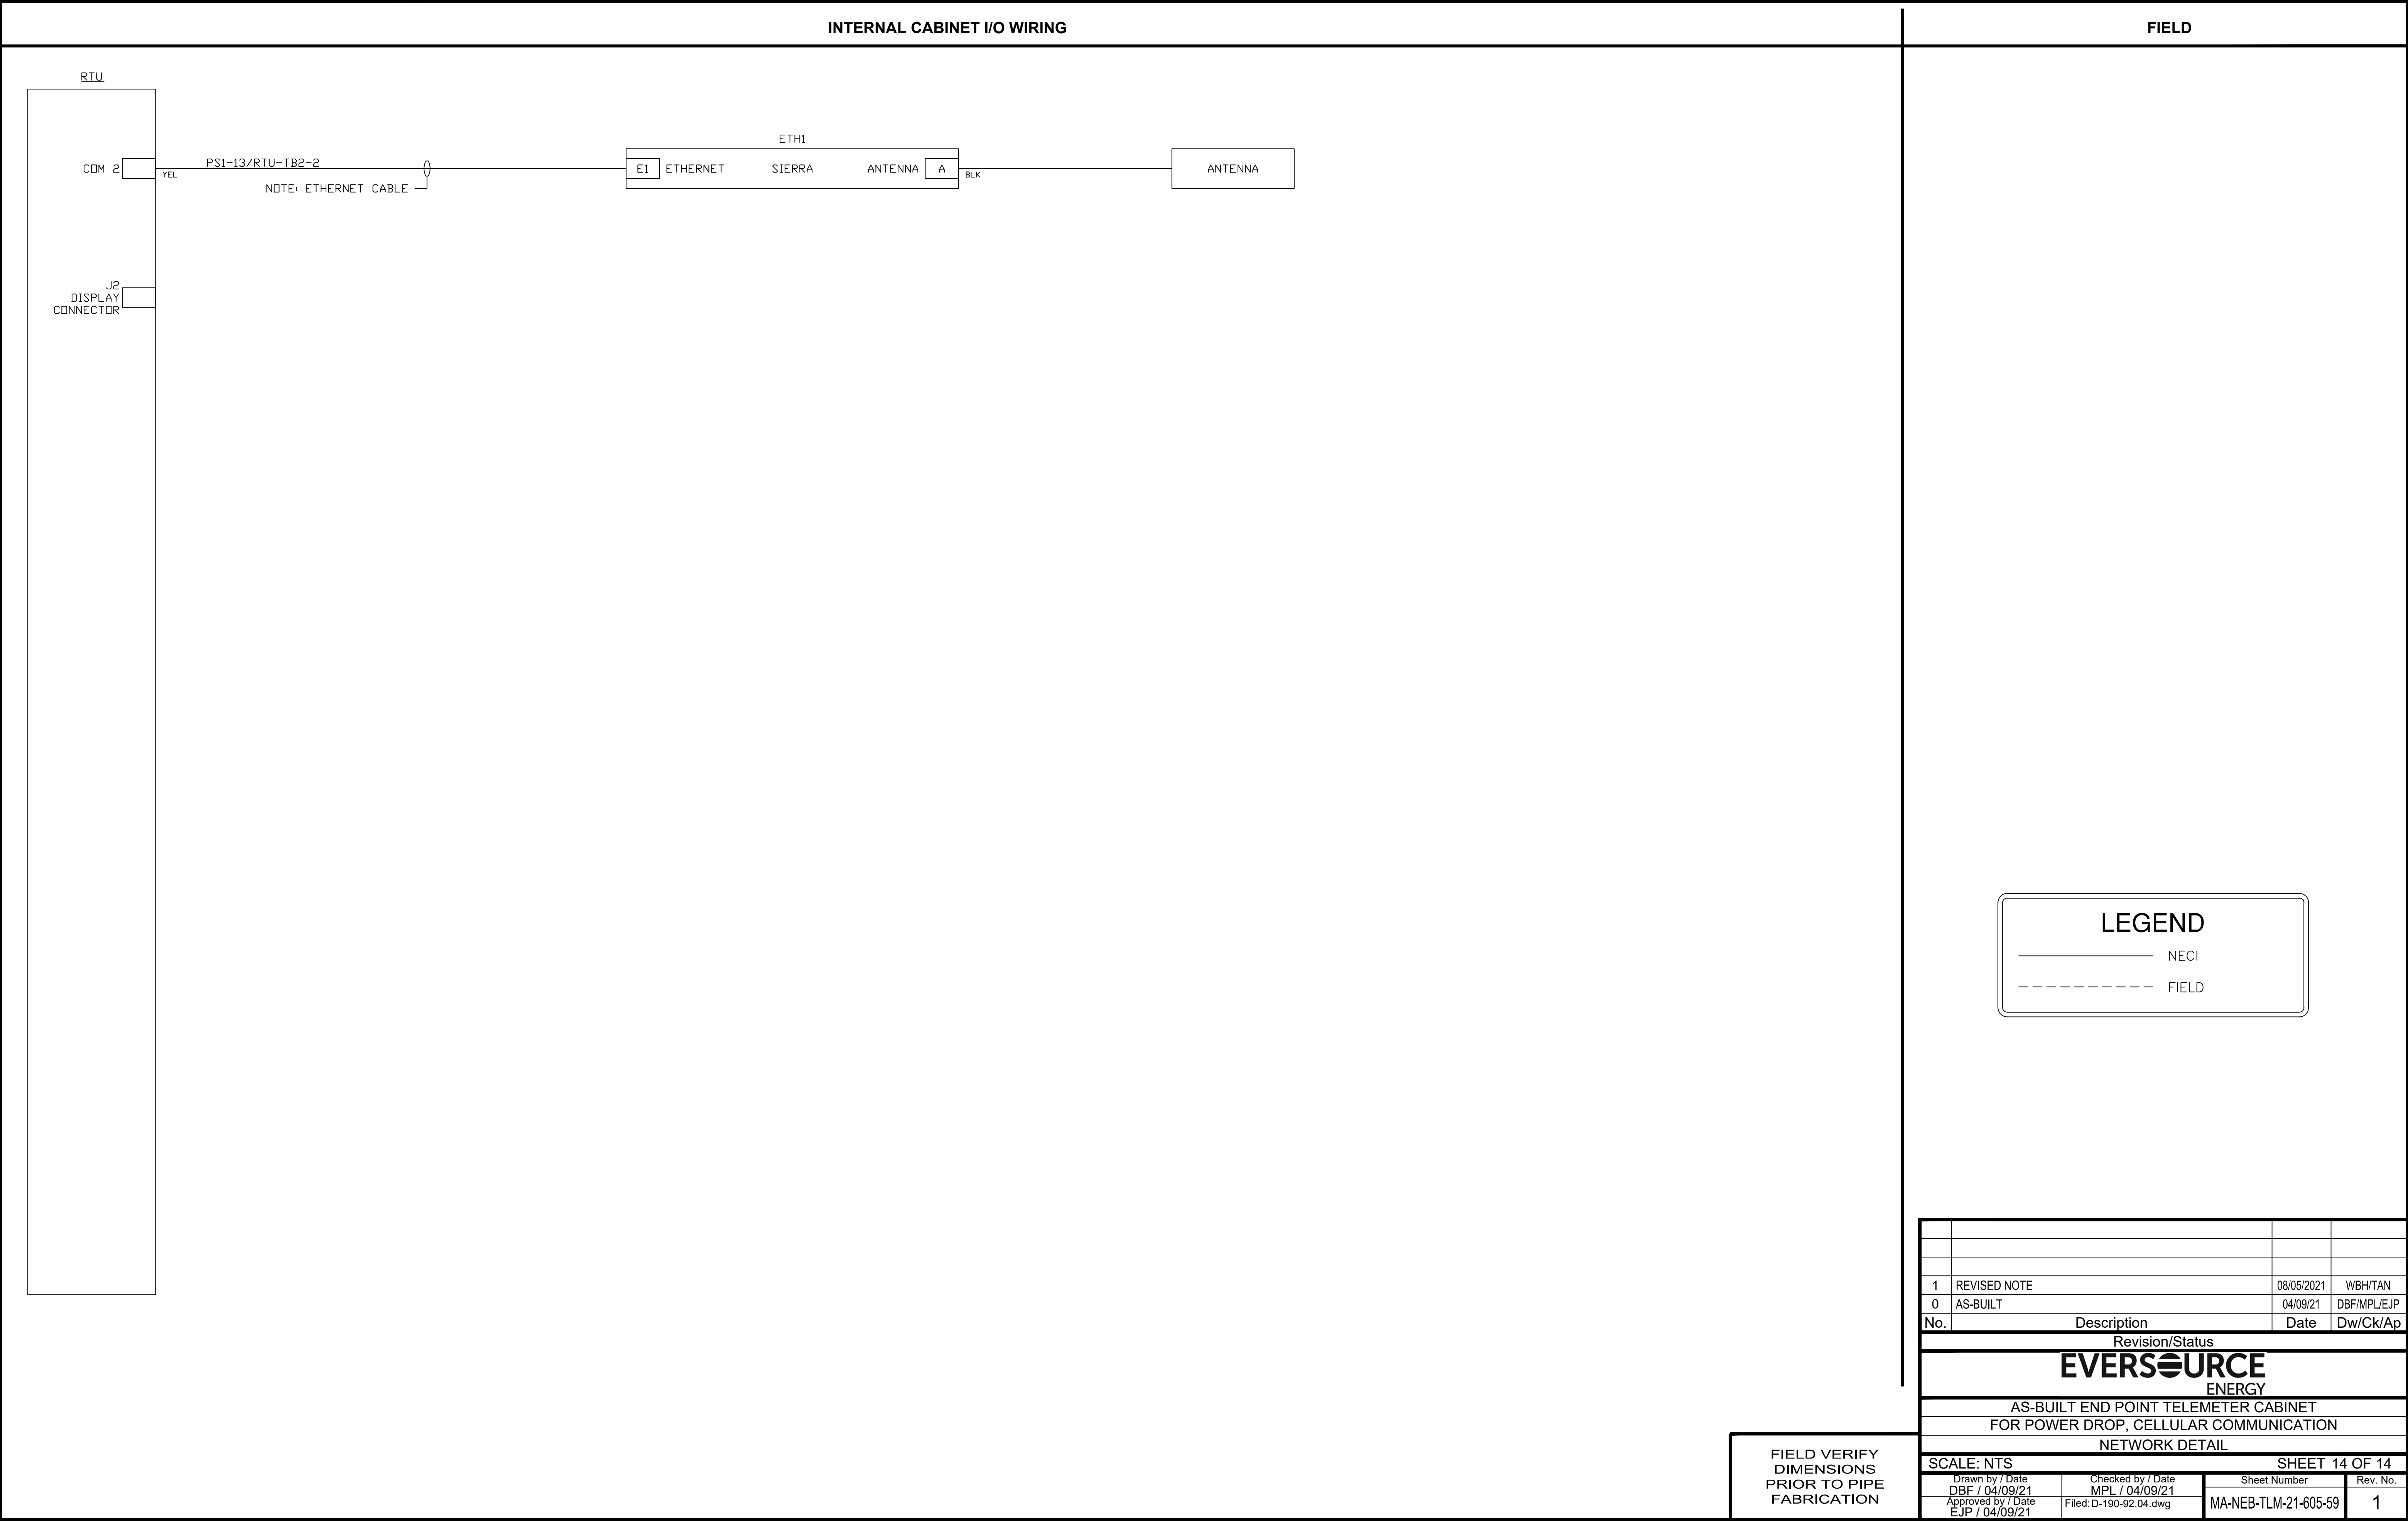 INTERNAL CABINET I/O WIRING
FIELD
RTU
COM 2
YEL
PS1-13/RTU-TB2-2
NOTE: ETHERNET CABLE
ETH1
E1 ETHERNET SIERRA ANTENNA A
BLK
ANTENNA
J2
DISPLAY
CONNECTOR
LEGEND
NECI
FIELD
1 REVISED NOTE 08/05/2021 WBH/TAN
0 AS-BUILT 04/09/21 DBF/MPL/EJP
No. Description Date Dw/Ck/Ap
Revision/Status
EVERSOURCE
ENERGY
AS-BUILT END POINT TELEMETER CABINET
FOR POWER DROP, CELLULAR COMMUNICATION
NETWORK DETAIL
SCALE: NTS SHEET 14 OF 14
Drawn by / Date
DBF / 04/09/21
Checked by / Date
MPL / 04/09/21
Approved by / Date
EJP / 04/09/21
Filed: D-190-92.04.dwg
Sheet Number
MA-NEB-TLM-21-605-59
Rev. No.
1
FIELD VERIFY
DIMENSIONS
PRIOR TO PIPE
FABRICATION